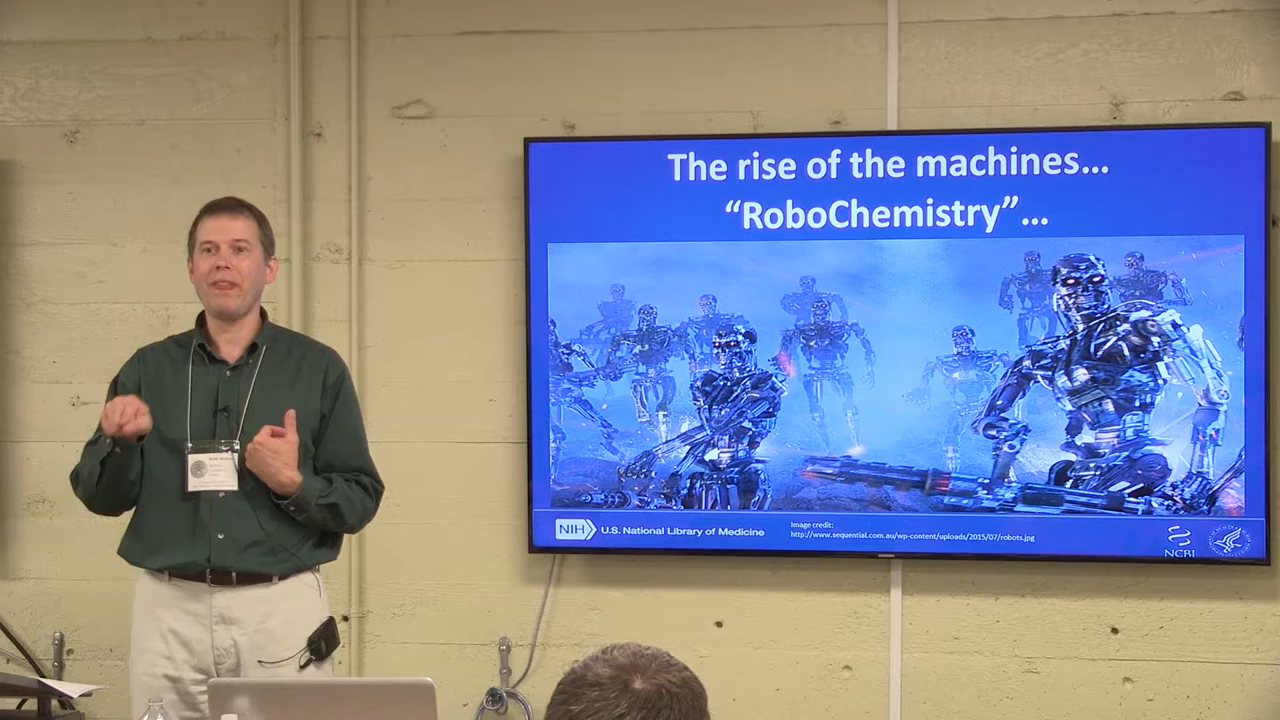 The rise of the machines...
“RoboChemistry”...
NIH
U.S. National Library of Medicine
Image credit:
http://www.sequential.com.au/wp-content/uploads/2015/07/robots.jpg
NCBI